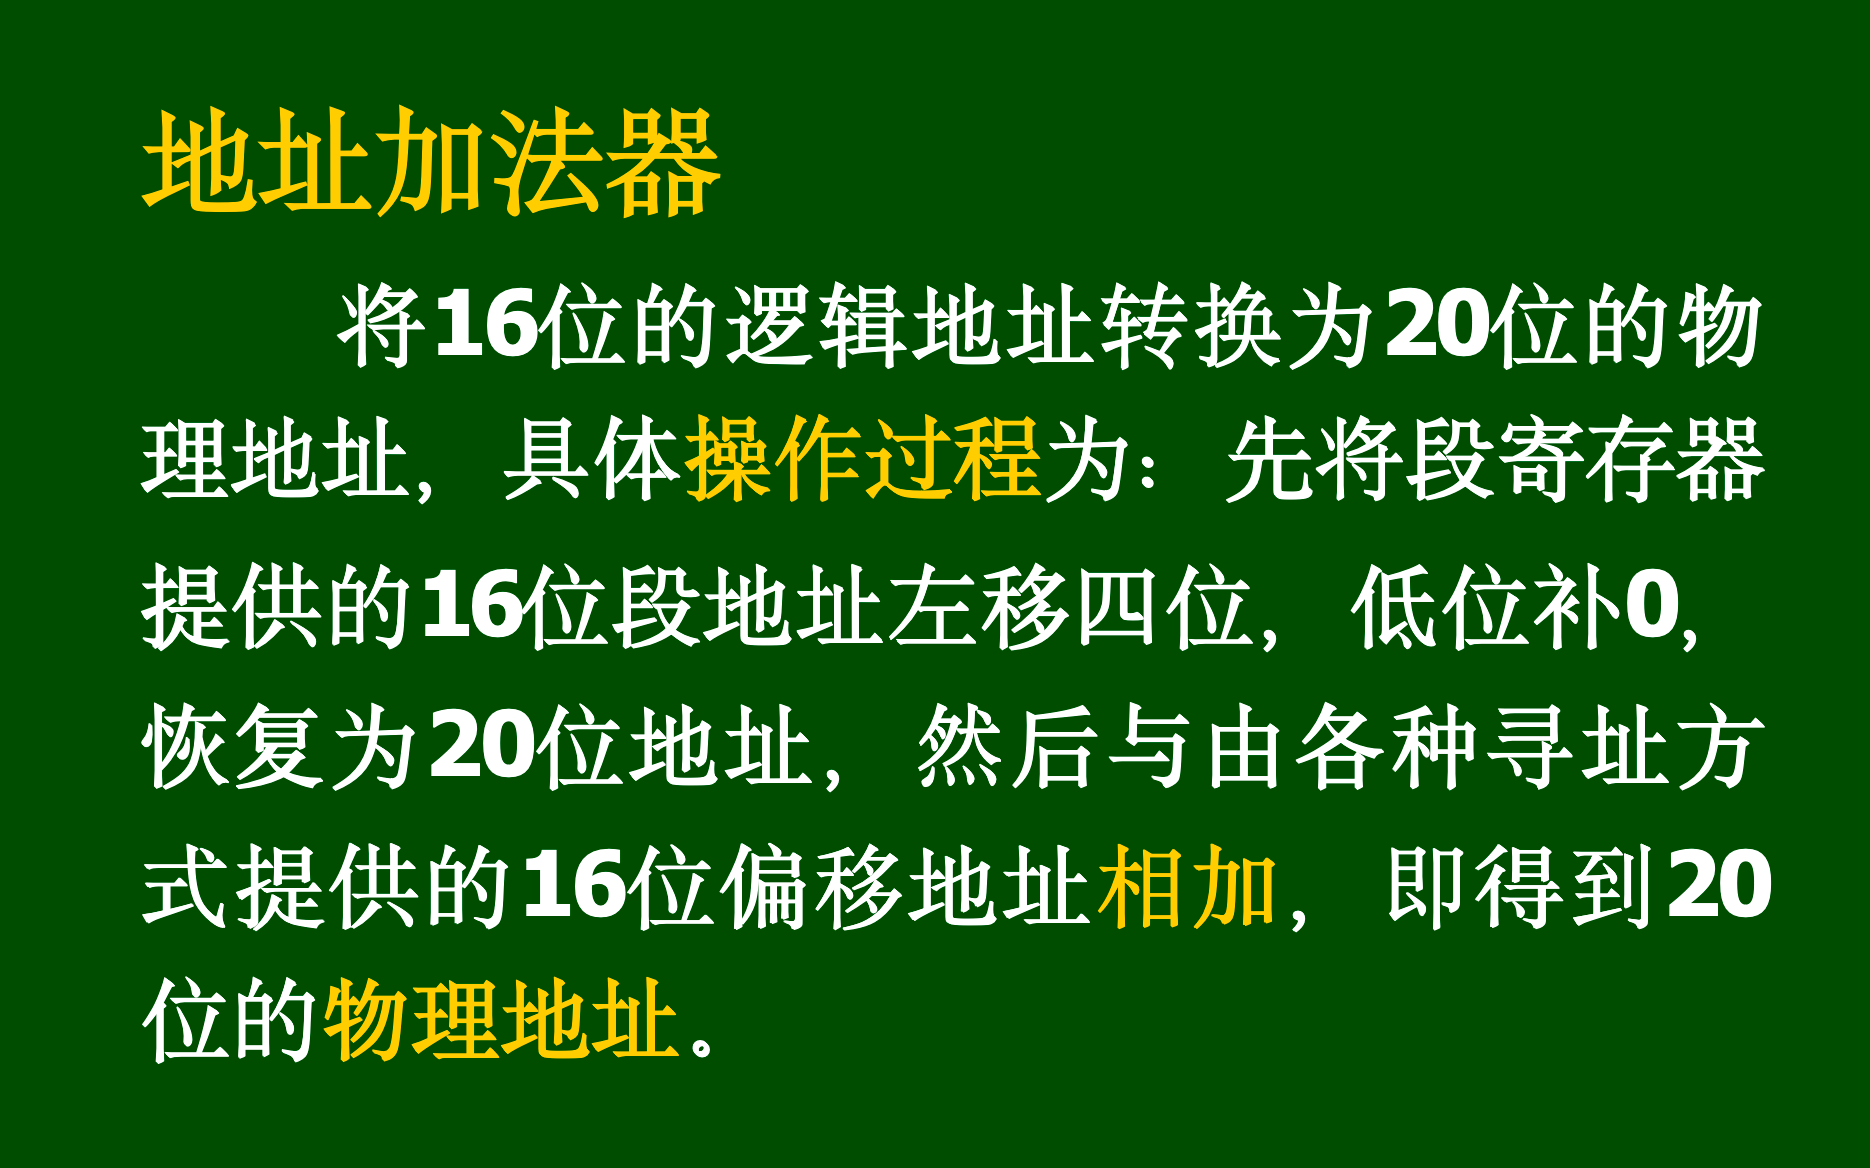 地址加法器
将16位的逻辑地址转换为20位的物
理地址，具体操作过程为：先将段寄存器
提供的16位段地址左移四位，低位补0，
恢复为20位地址，然后与由各种寻址方
式提供的16位偏移地址相加，即得到20
位的物理地址。